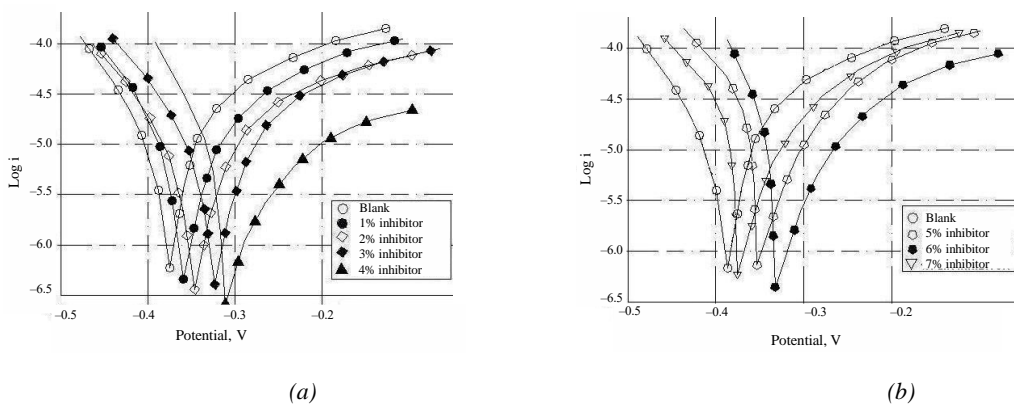 −4.0
−4.5
−5.0
−5.5
−6.0
−6.5
Log i
−0.5
−0.4
−0.3
−0.2
Potential, V
Blank
1% inhibitor
2% inhibitor
3% inhibitor
4% inhibitor
(a)
−4.0
−4.5
−5.0
−5.5
−6.0
−6.5
Log i
−0.5
−0.4
−0.3
−0.2
Potential, V
Blank
5% inhibitor
6% inhibitor
7% inhibitor
(b)